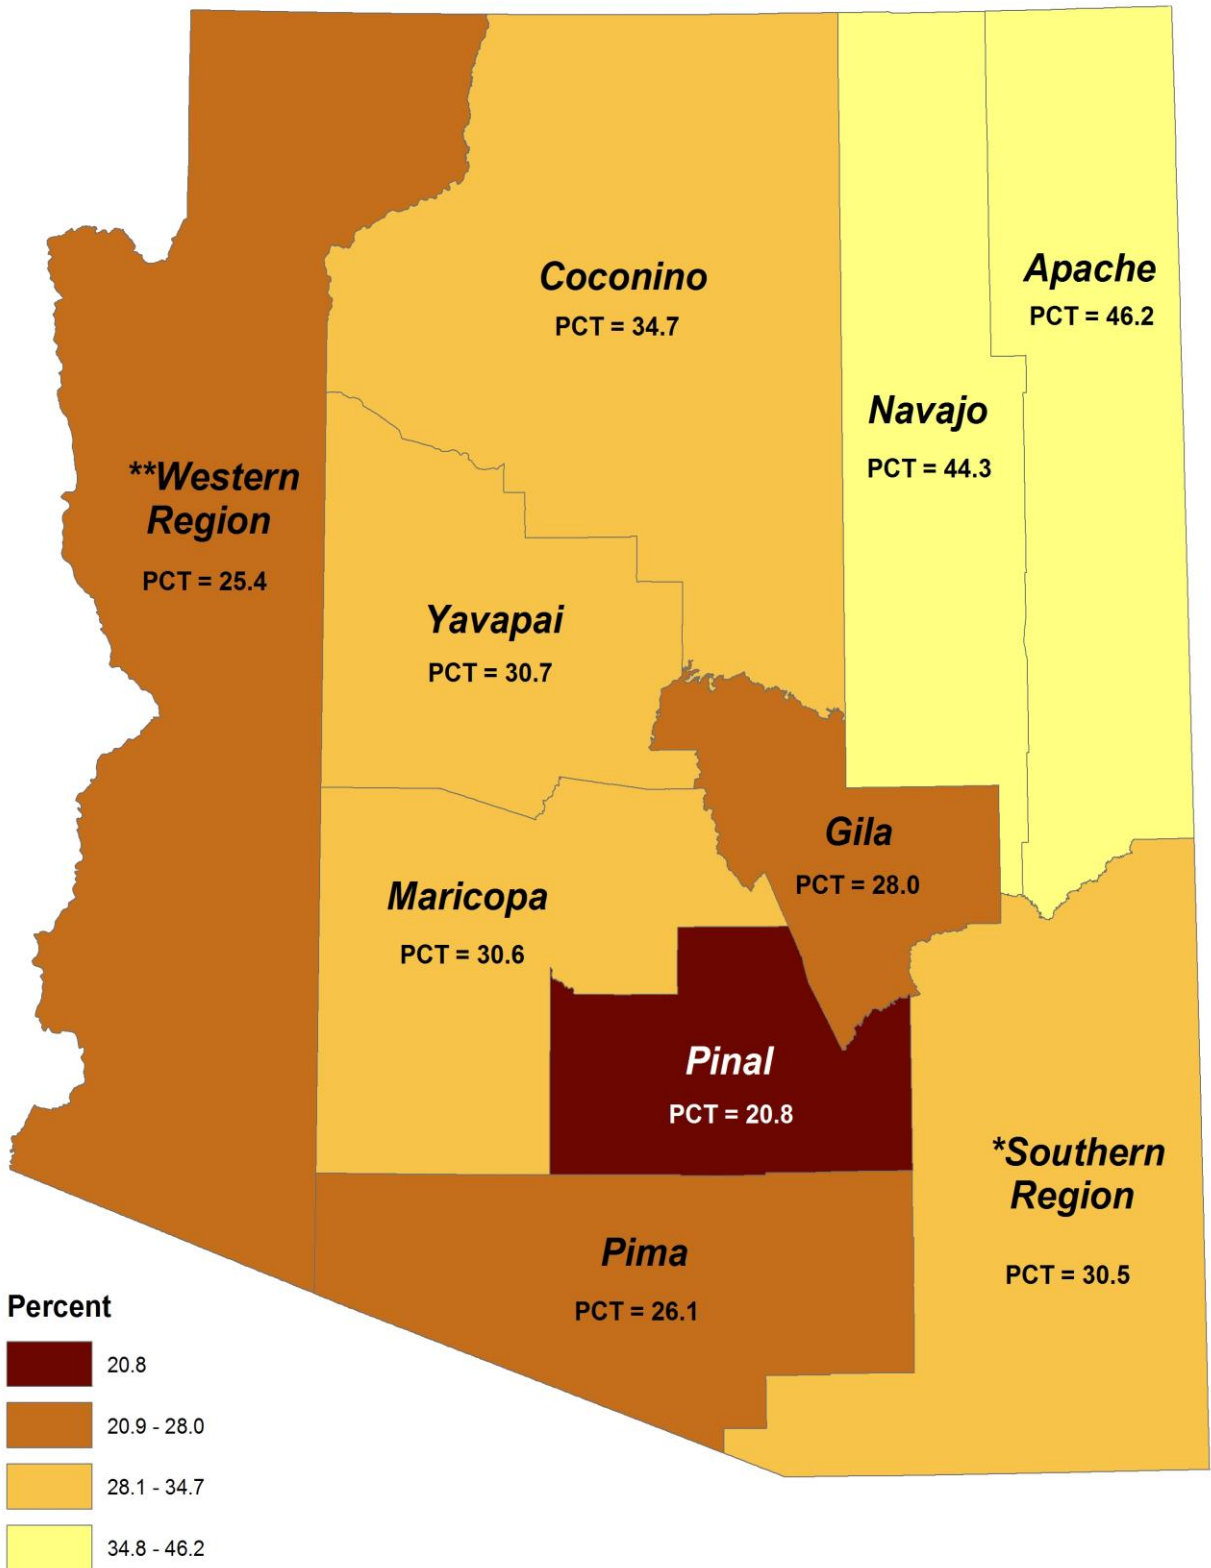 Coconino
PCT = 34.7
Apache
PCT = 46.2
Navajo
PCT = 44.3
**Western
Region
PCT = 25.4
Yavapai
PCT = 30.7
Gila
PCT = 28.0
Maricopa
PCT = 30.6
Pinal
PCT = 20.8
*Southern
Region
PCT = 30.5
Pima
PCT = 26.1
Percent
20.8
20.9 - 28.0
28.1 - 34.7
34.8 - 46.2